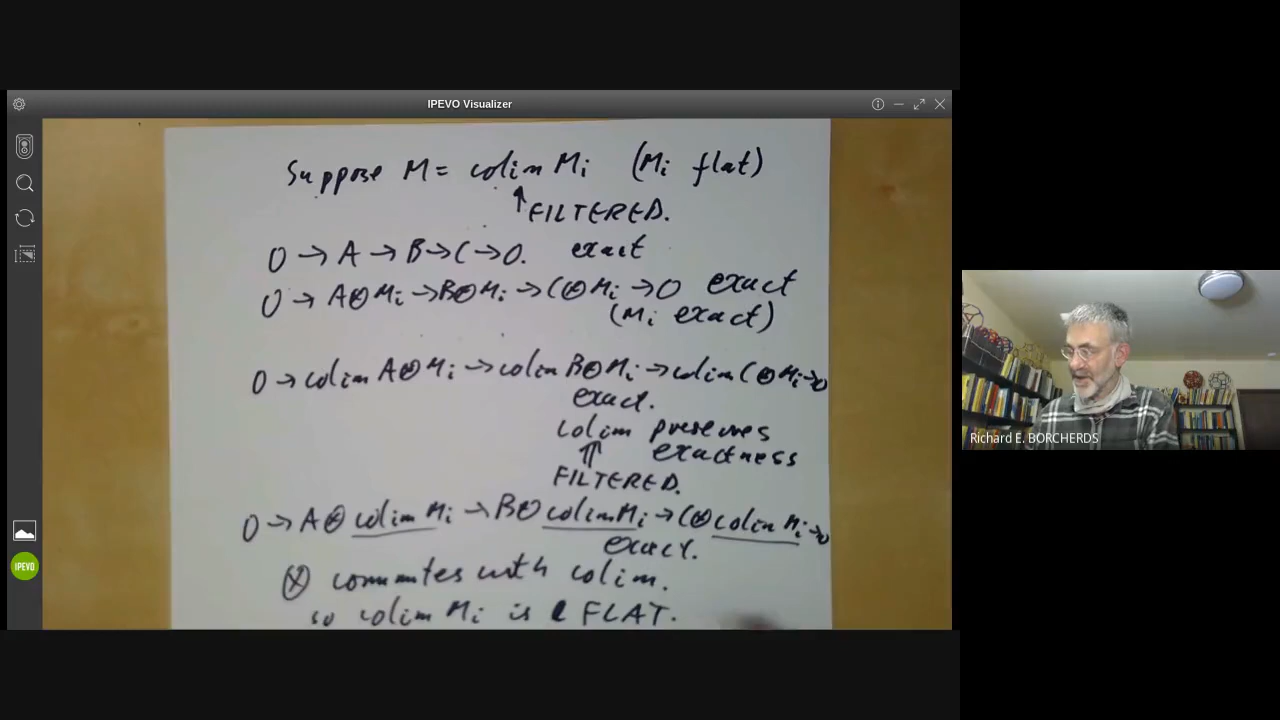 IPEVO Visualizer
Suppose M = colim Mi (Mi flat)
↑ FILTERED.
0 → A → B → C → 0. exact
0 → A⊗Mi → B⊗Mi → C⊗Mi → 0 exact
(Mi exact)
0 → colim A⊗Mi → colim B⊗Mi → colim C⊗Mi → 0
exact.
colim preserves
⇑ exactness
FILTERED.
0 → A⊗ colim Mi → B⊗ colim Mi → C⊗ colim Mi → 0
exact.
⊗ commutes with colim.
so colim Mi is FLAT.
Richard E. BORCHERDS
IPEVO